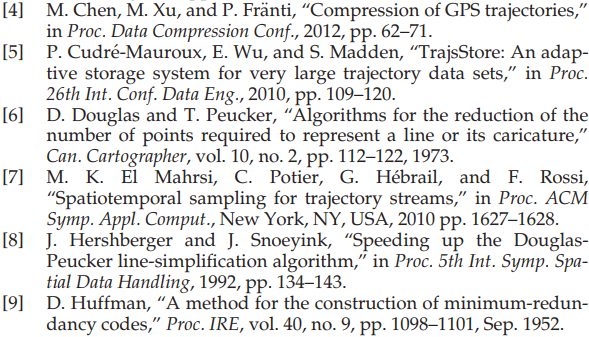 [4] M. Chen, M. Xu, and P. Fränti, “Compression of GPS trajectories,”
in Proc. Data Compression Conf., 2012, pp. 62–71.
[5] P. Cudré-Mauroux, E. Wu, and S. Madden, “TrajsStore: An adap-
tive storage system for very large trajectory data sets,” in Proc.
26th Int. Conf. Data Eng., 2010, pp. 109–120.
[6] D. Douglas and T. Peucker, “Algorithms for the reduction of the
number of points required to represent a line or its caricature,”
Can. Cartographer, vol. 10, no. 2, pp. 112–122, 1973.
[7] M. K. El Mahrsi, C. Potier, G. Hébrail, and F. Rossi,
“Spatiotemporal sampling for trajectory streams,” in Proc. ACM
Symp. Appl. Comput., New York, NY, USA, 2010 pp. 1627–1628.
[8] J. Hershberger and J. Snoeyink, “Speeding up the Douglas-
Peucker line-simplification algorithm,” in Proc. 5th Int. Symp. Spa-
tial Data Handling, 1992, pp. 134–143.
[9] D. Huffman, “A method for the construction of minimum-redun-
dancy codes,” Proc. IRE, vol. 40, no. 9, pp. 1098–1101, Sep. 1952.